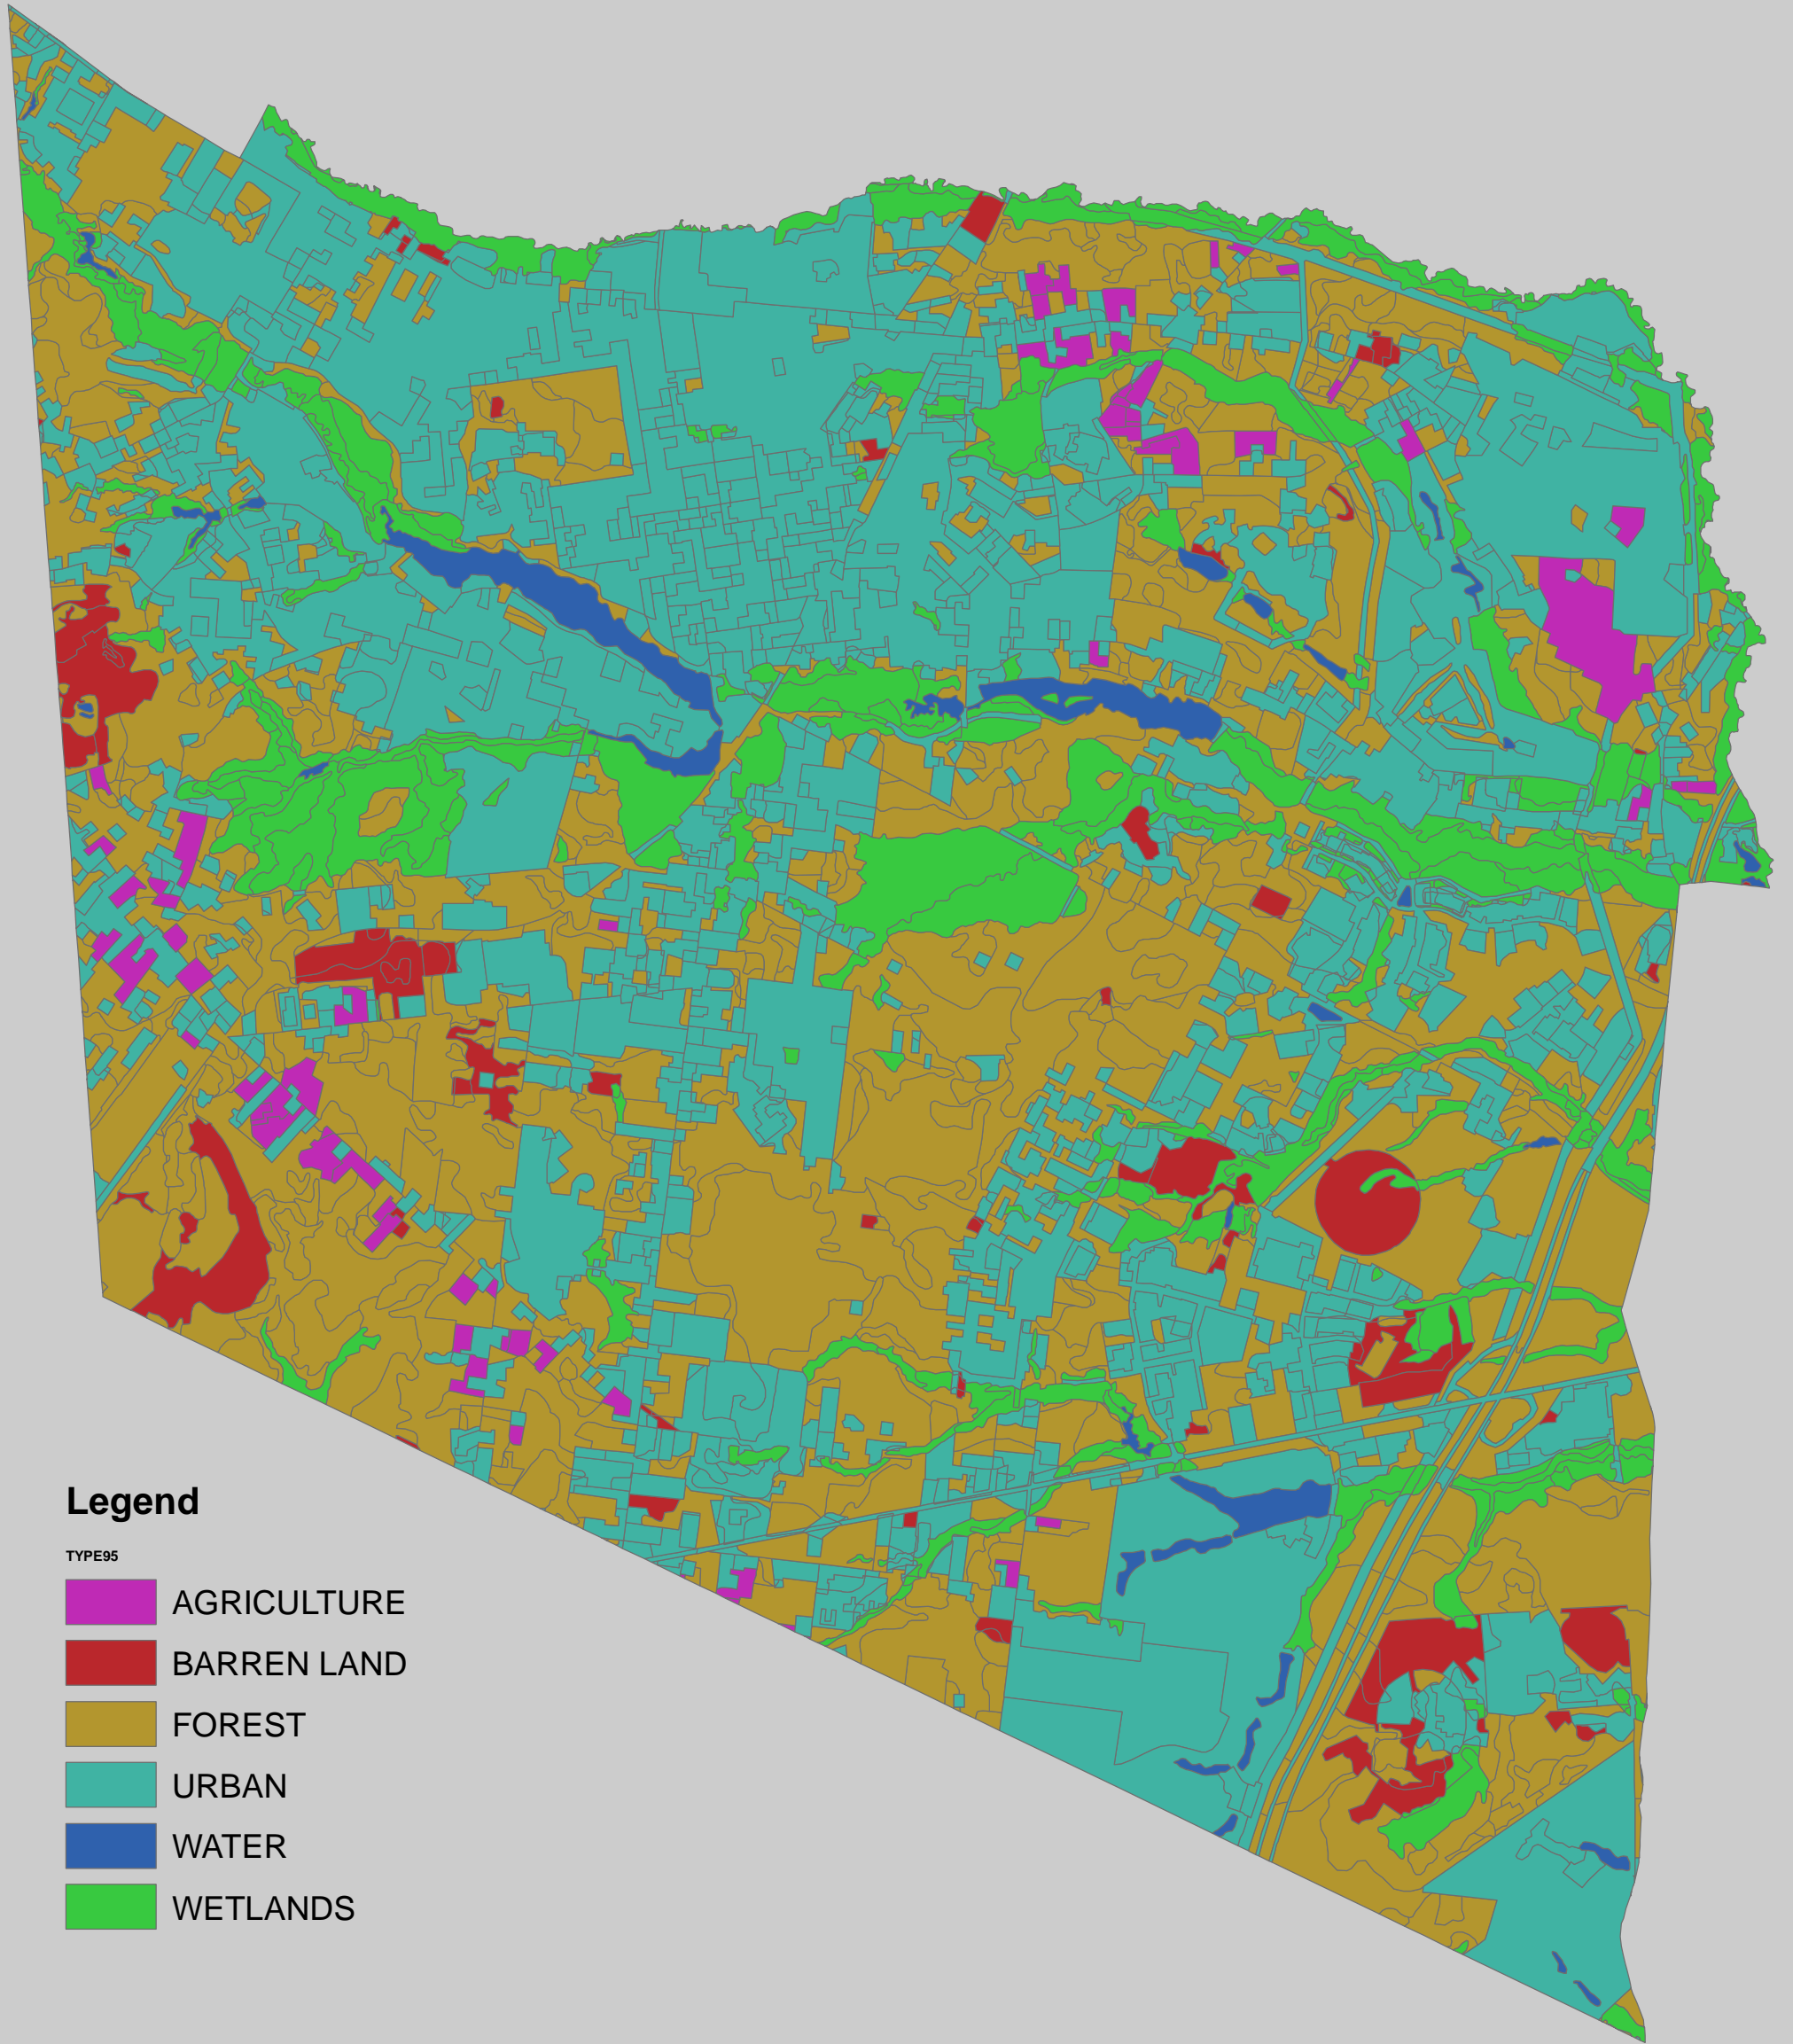 Legend
TYPE95
AGRICULTURE
BARREN LAND
FOREST
URBAN
WATER
WETLANDS